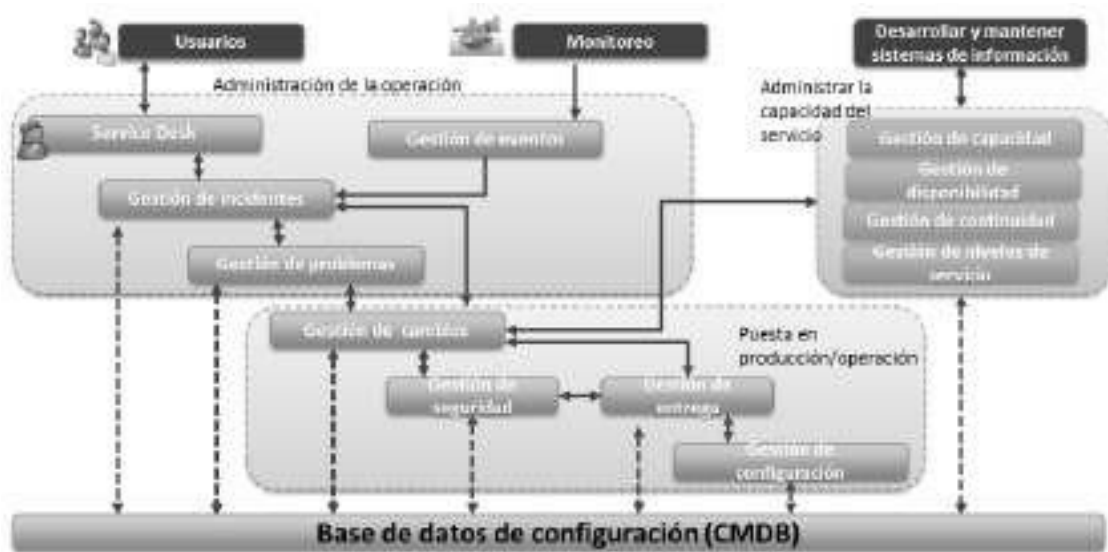 Usuarios
Monitoreo
Desarrollar y mantener
sistemas de información
Administración de la operación
Administrar la
capacidad del
servicio
Service Desk
Gestión de eventos
Gestión de capacidad
Gestión de
disponibilidad
Gestión de incidentes
Gestión de continuidad
Gestión de problemas
Gestión de niveles de
servicio
Gestión de cambios
Puesta en
producción/operación
Gestión de
seguridad
Gestión de
entrega
Gestión de
configuración
Base de datos de configuración (CMDB)